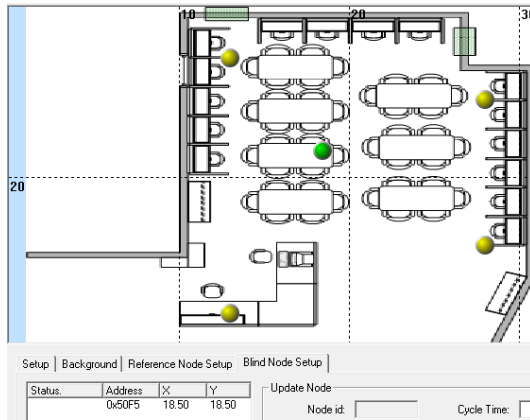 10 20 30
20
Setup Background Reference Node Setup Blind Node Setup
Status. Address X Y Update Node
0x50F5 18.50 18.50 Node id: Cycle Time: